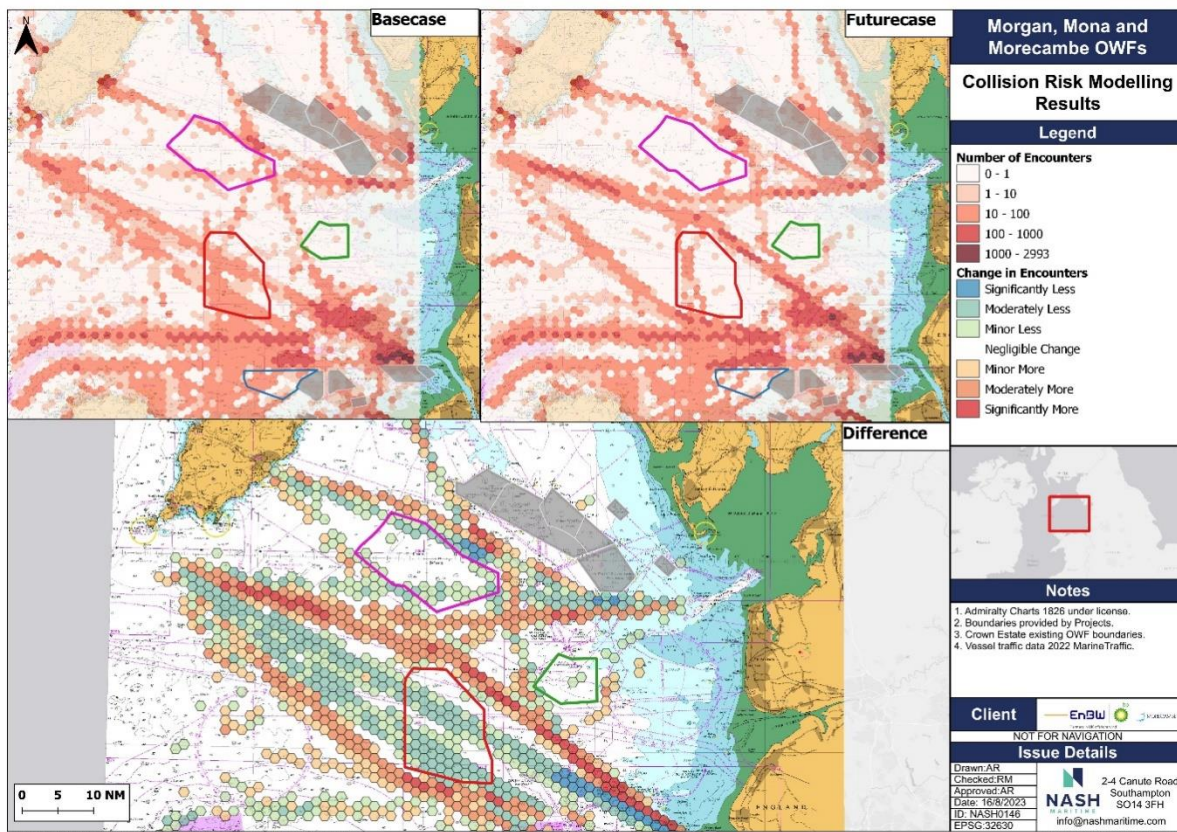 N
Basecase
Futurecase
Difference
0 5 10 NM
ENGLAND
Morgan, Mona and
Morecambe OWFs
Collision Risk Modelling
Results
Legend
Number of Encounters
0 - 1
1 - 10
10 - 100
100 - 1000
1000 - 2993
Change in Encounters
Significantly Less
Moderately Less
Minor Less
Negligible Change
Minor More
Moderately More
Significantly More
Notes
1. Admiralty Charts 1826 under license.
2. Boundaries provided by Projects.
3. Crown Estate existing OWF boundaries.
4. Vessel traffic data 2022 MarineTraffic.
Client
EnBW
bp
NOT FOR NAVIGATION
Issue Details
Drawn:AR
Checked:RM
Approved:AR
Date: 16/8/2023
ID: NASH0146
EPSG:32630
NASH
MARITIME
2-4 Canute Road
Southampton
SO14 3FH
info@nashmaritime.com